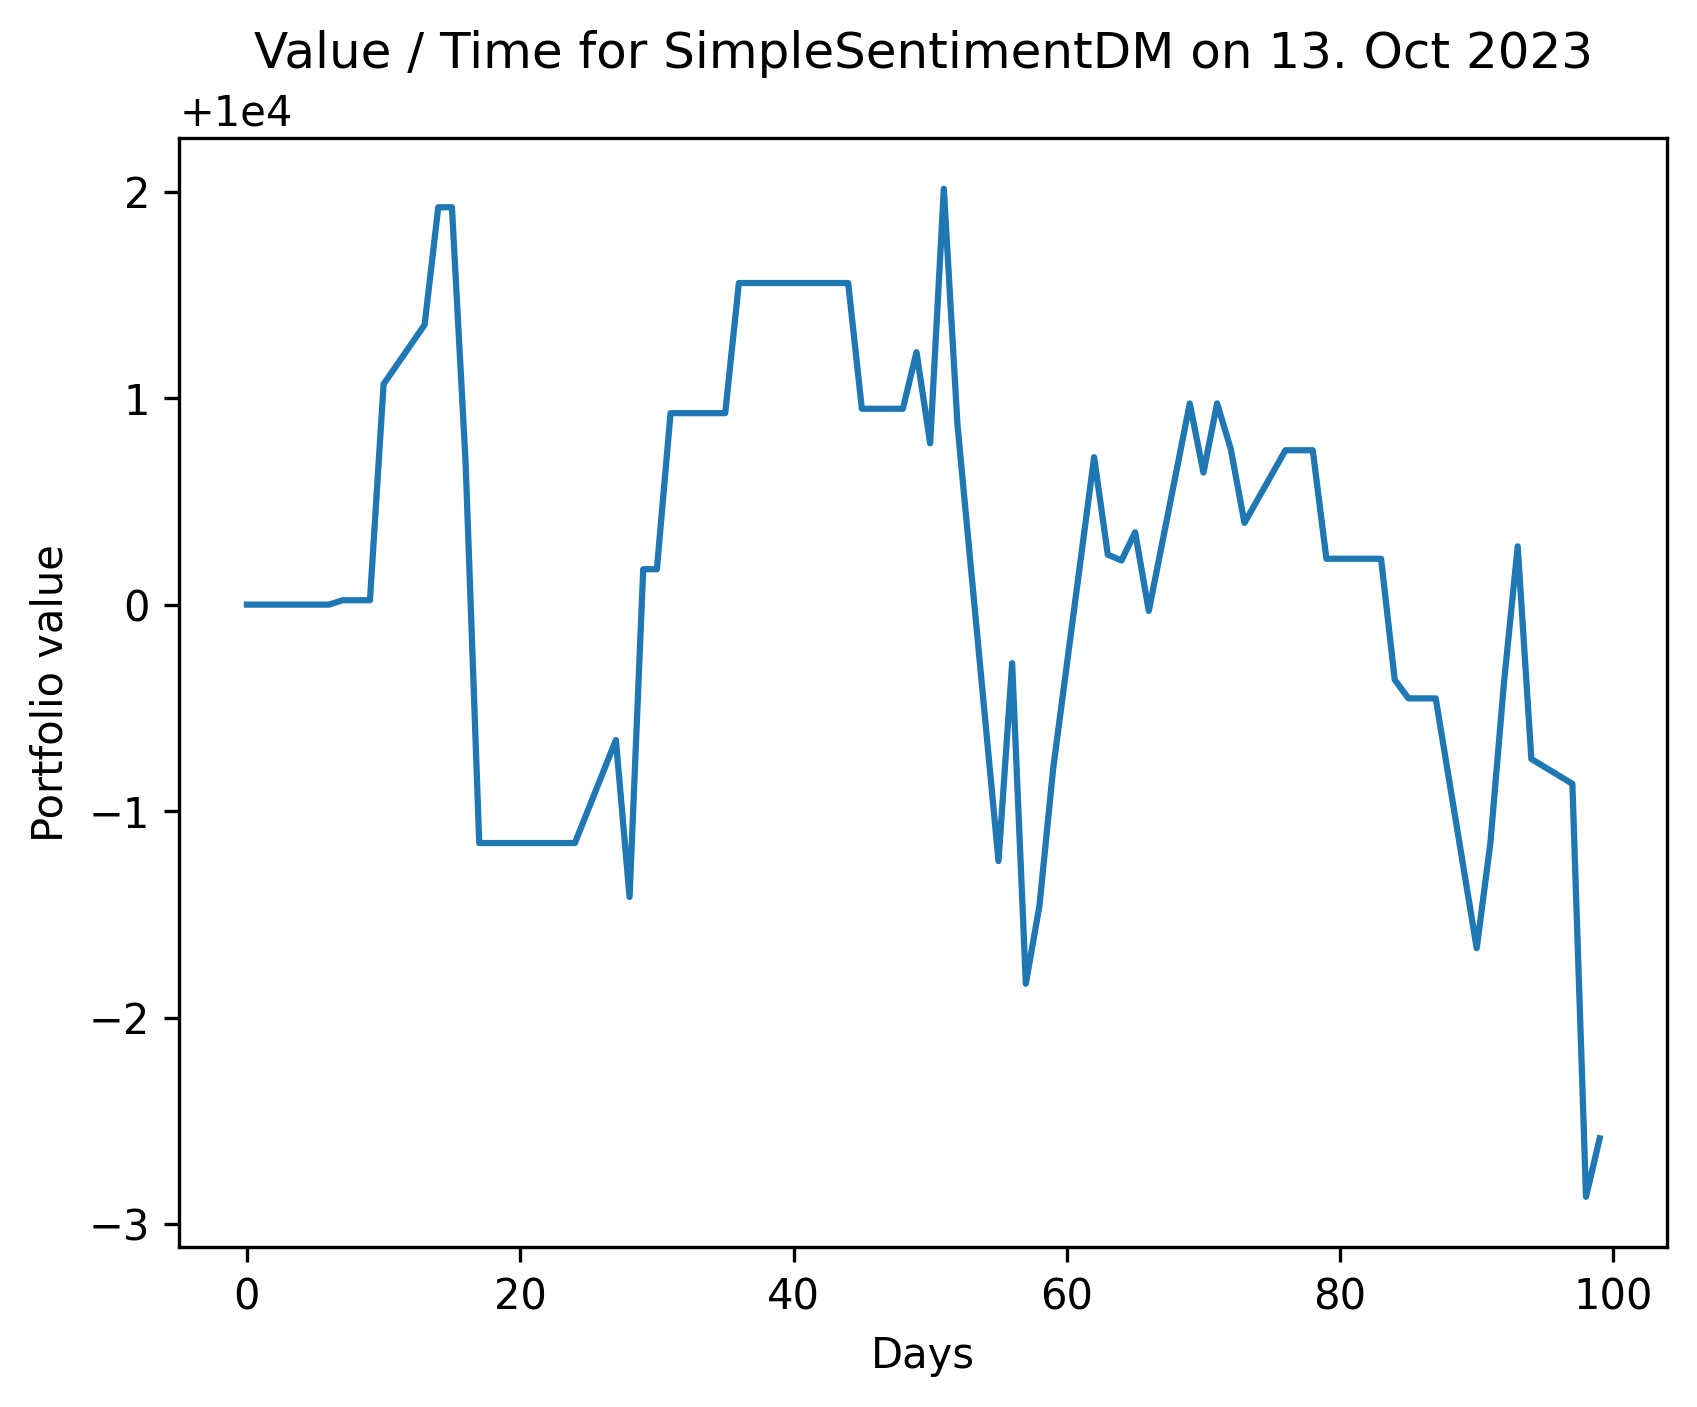 Value / Time for SimpleSentimentDM on 13. Oct 2023
+1e4
2
1
0
−1
−2
−3
Portfolio value
0 20 40 60 80 100
Days